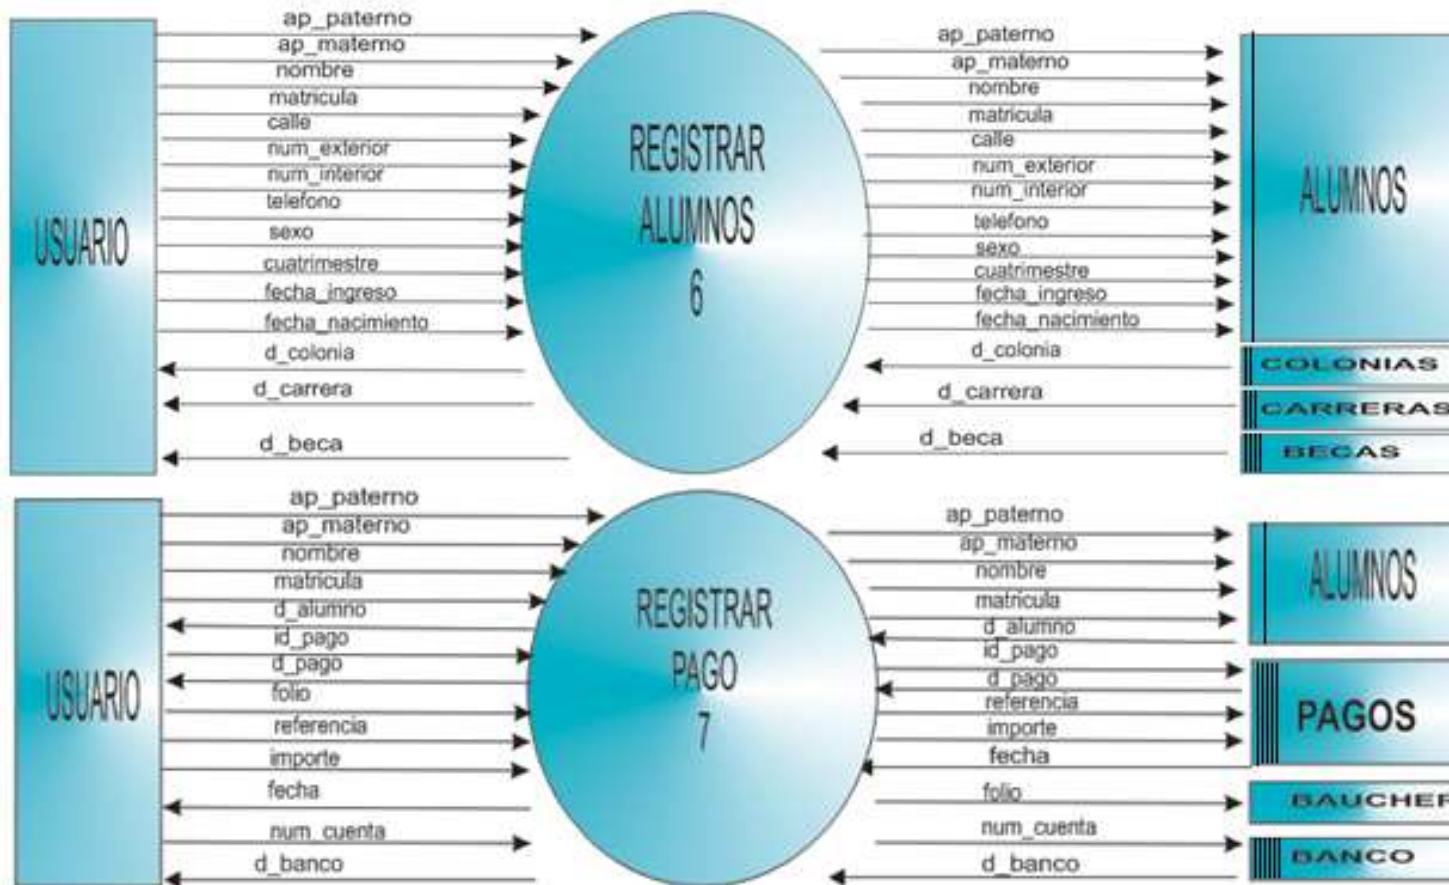 USUARIO
ap_paterno
ap_materno
nombre
matricula
calle
num_exterior
num_interior
telefono
sexo
cuatrimestre
fecha_ingreso
fecha_nacimiento
d_colonia
d_carrera
d_beca
REGISTRAR
ALUMNOS
6
ap_paterno
ap_materno
nombre
matricula
calle
num_exterior
num_interior
telefono
sexo
cuatrimestre
fecha_ingreso
fecha_nacimiento
d_colonia
d_carrera
d_beca
ALUMNOS
COLONIAS
CARRERAS
BECAS
USUARIO
ap_paterno
ap_materno
nombre
matricula
d_alumno
id_pago
d_pago
folio
referencia
importe
fecha
num_cuenta
d_banco
REGISTRAR
PAGO
7
ap_paterno
ap_materno
nombre
matricula
d_alumno
id_pago
d_pago
referencia
importe
fecha
folio
num_cuenta
d_banco
ALUMNOS
PAGOS
BAUCHER
BANCO